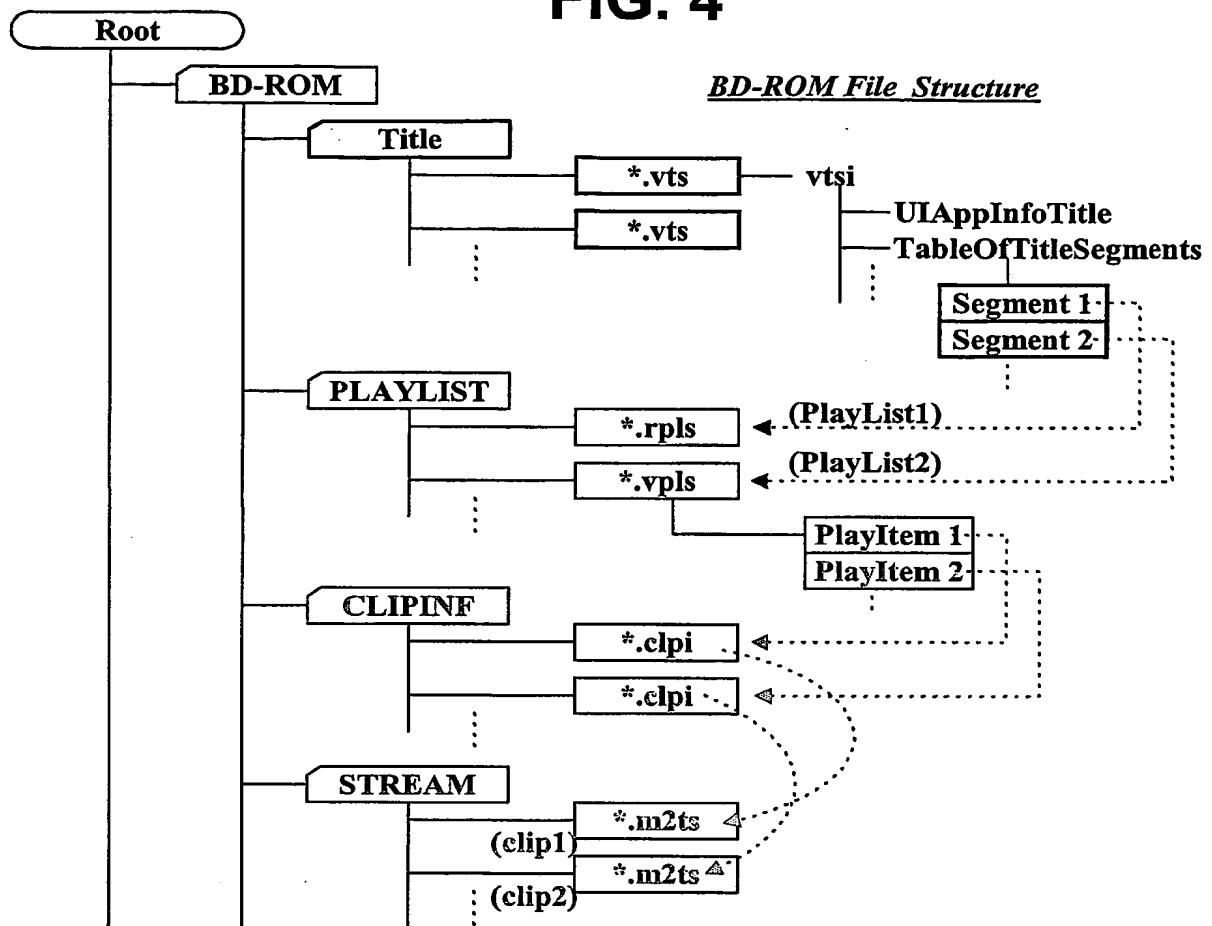 FIG. 4
Root
BD-ROM
BD-ROM File Structure
Title
*.vts
vtsi
UIAppInfoTitle
*.vts
TableOfTitleSegments
Segment 1
Segment 2
PLAYLIST
*.rpls
(PlayList1)
*.vpls
(PlayList2)
PlayItem 1
PlayItem 2
CLIPINF
*.clpi
*.clpi
STREAM
*.m2ts
(clip1)
*.m2ts
(clip2)